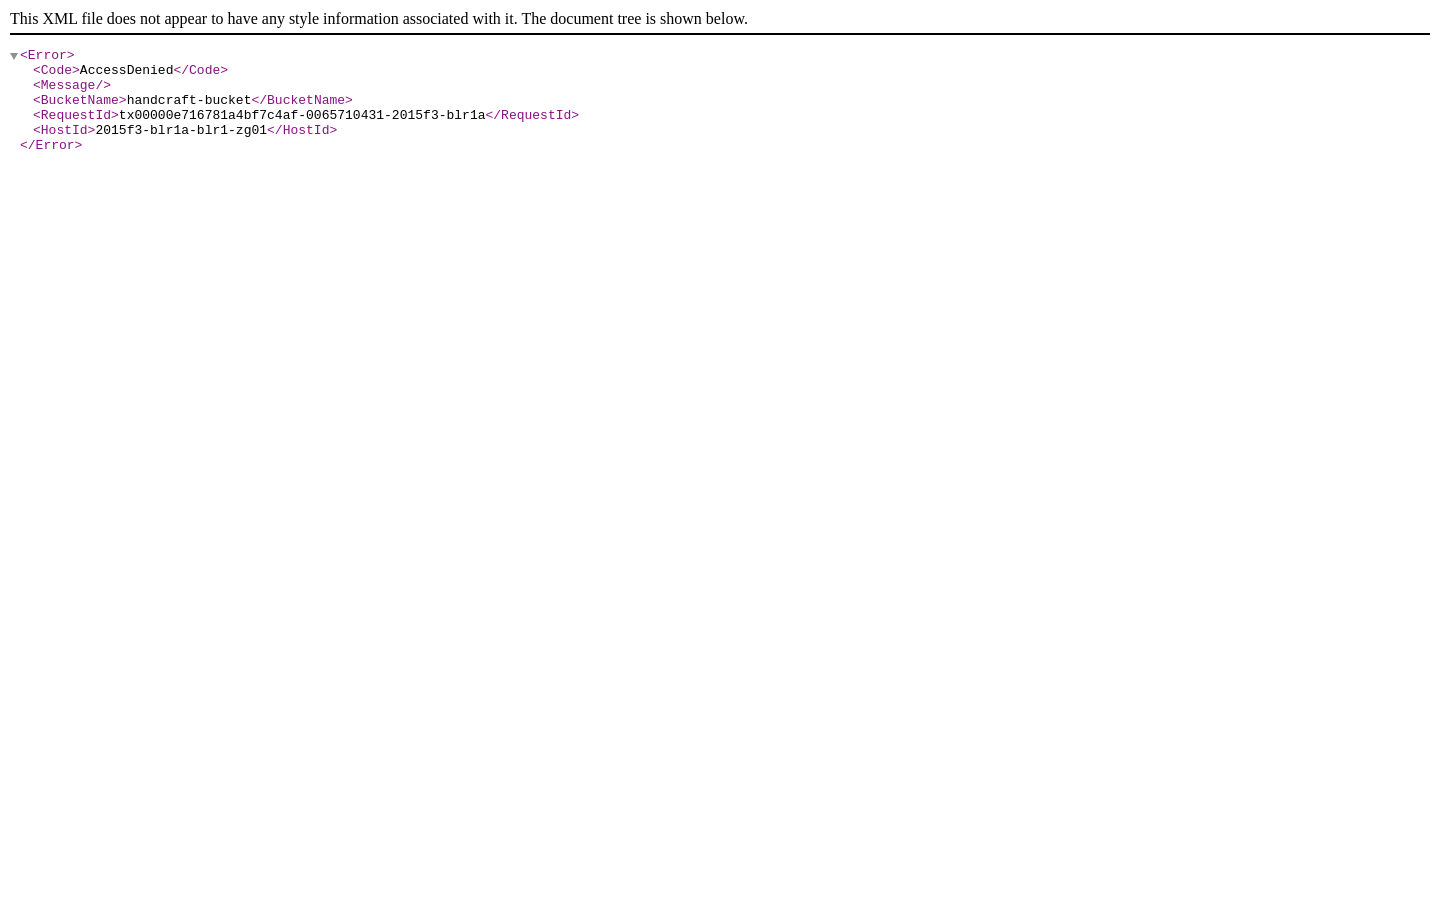 This XML file does not appear to have any style information associated with it. The document tree is shown below.
<Error>
<Code>AccessDenied</Code>
<Message/>
<BucketName>handcraft-bucket</BucketName>
<RequestId>tx00000e716781a4bf7c4af-0065710431-2015f3-blr1a</RequestId>
<HostId>2015f3-blr1a-blr1-zg01</HostId>
</Error>